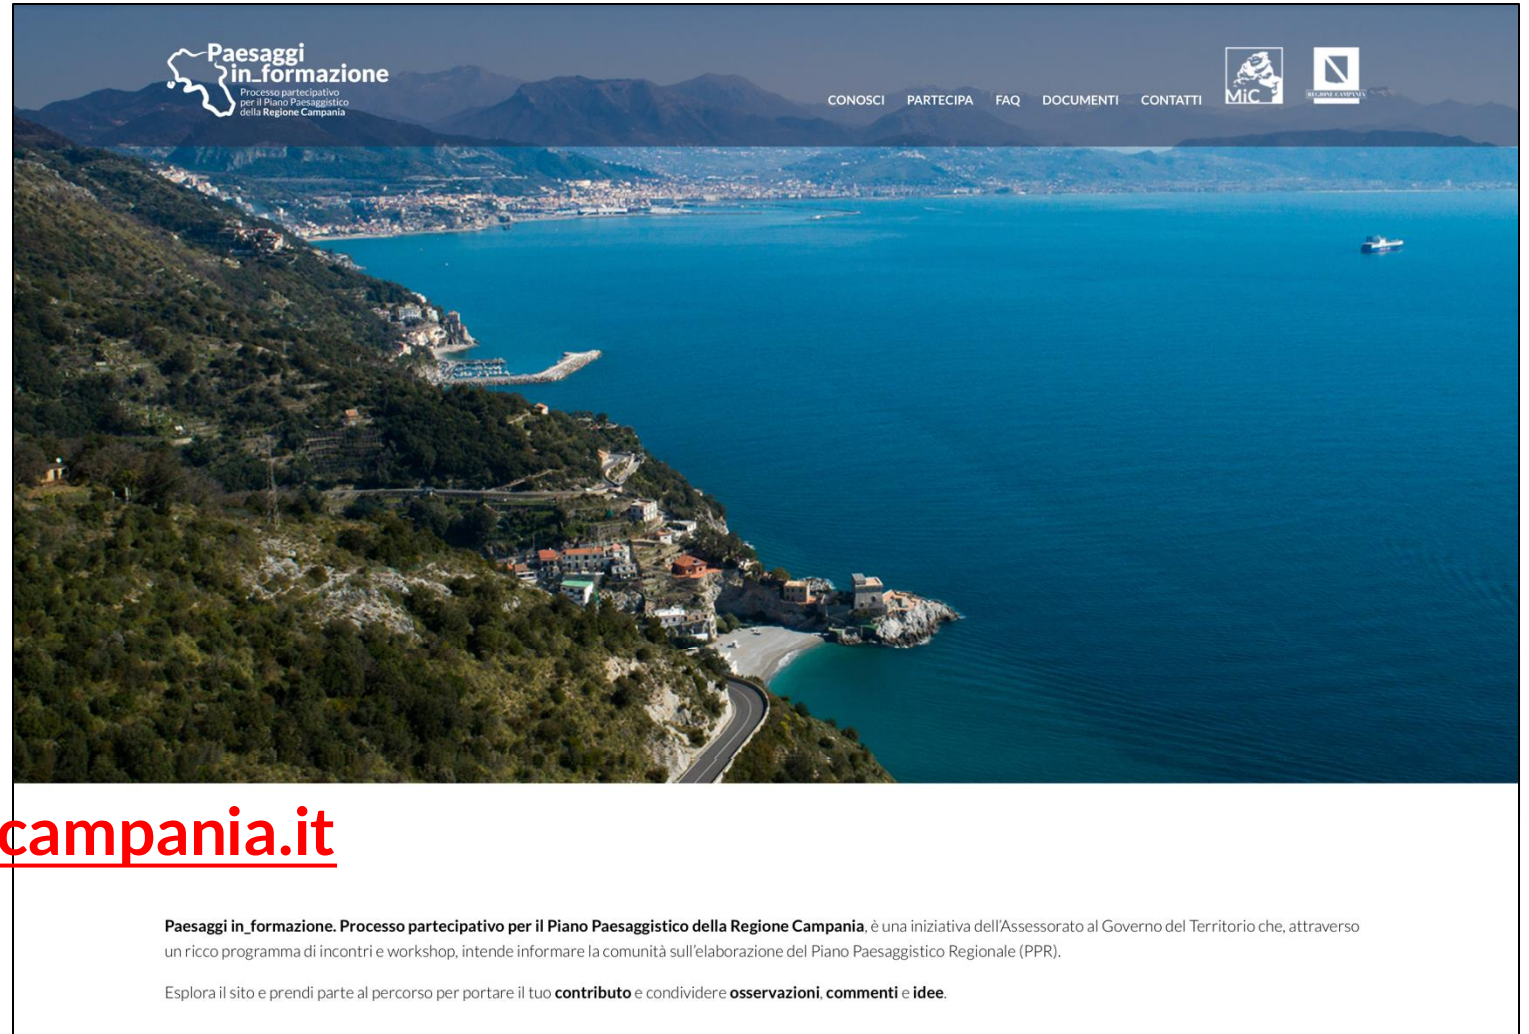 Paesaggi
in_formazione
Processo partecipativo
per il Piano Paesaggistico
della Regione Campania
CONOSCI PARTECIPA FAQ DOCUMENTI CONTATTI
MiC
REGIONE CAMPANIA
campania.it
Paesaggi in_formazione. Processo partecipativo per il Piano Paesaggistico della Regione Campania, è una iniziativa dell’Assessorato al Governo del Territorio che, attraverso
un ricco programma di incontri e workshop, intende informare la comunità sull’elaborazione del Piano Paesaggistico Regionale (PPR).
Esplora il sito e prendi parte al percorso per portare il tuo contributo e condividere osservazioni, commenti e idee.